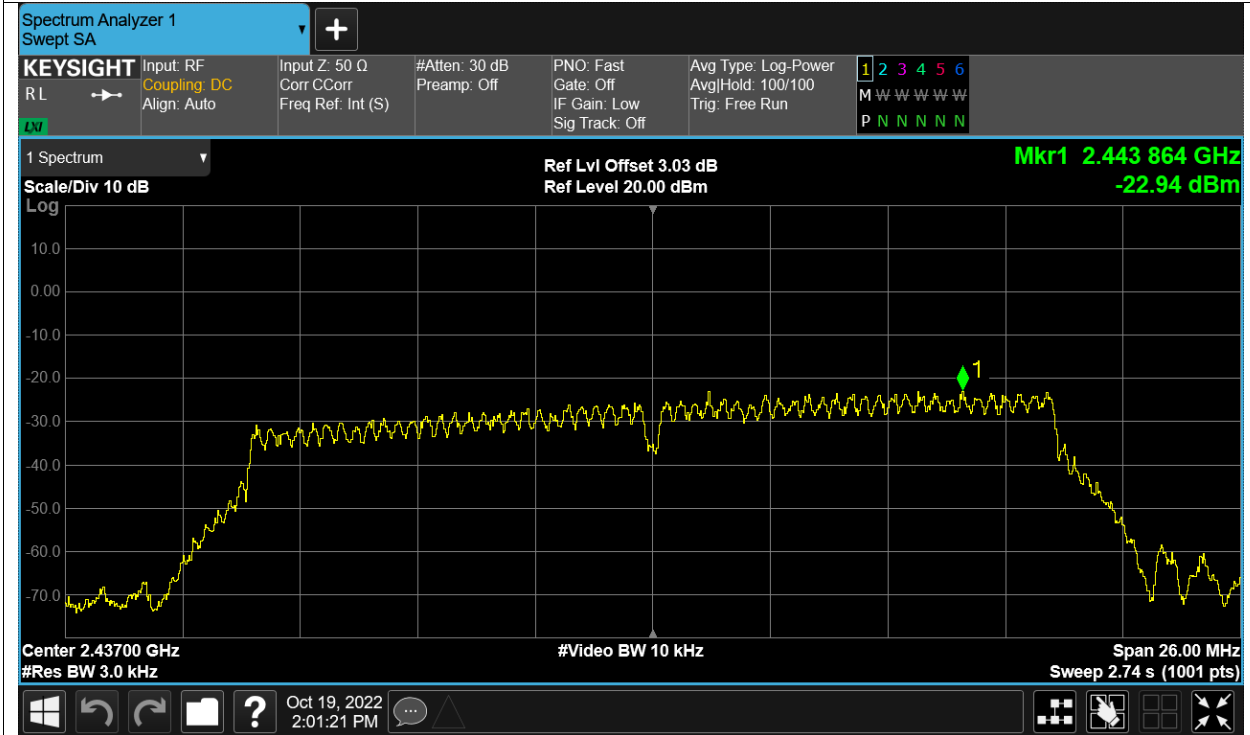 Spectrum Analyzer 1
Swept SA
+
KEYSIGHT
R L
LXI
Input: RF
Coupling: DC
Align: Auto
Input Z: 50 Ω
Corr CCorr
Freq Ref: Int (S)
#Atten: 30 dB
Preamp: Off
PNO: Fast
Gate: Off
IF Gain: Low
Sig Track: Off
Avg Type: Log-Power
Avg|Hold: 100/100
Trig: Free Run
1 2 3 4 5 6
M W W W W W
P N N N N N
1 Spectrum
Scale/Div 10 dB
Log
Ref Lvl Offset 3.03 dB
Ref Level 20.00 dBm
Mkr1 2.443 864 GHz
-22.94 dBm
10.0
0.00
-10.0
-20.0
-30.0
-40.0
-50.0
-60.0
-70.0
1
Center 2.43700 GHz
#Res BW 3.0 kHz
#Video BW 10 kHz
Span 26.00 MHz
Sweep 2.74 s (1001 pts)
?
Oct 19, 2022
2:01:21 PM